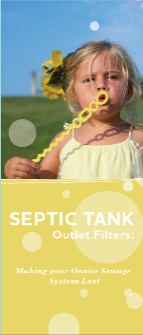 SEPTIC TANK
Outlet Filters:
Making your Onsite Sewage
System Last